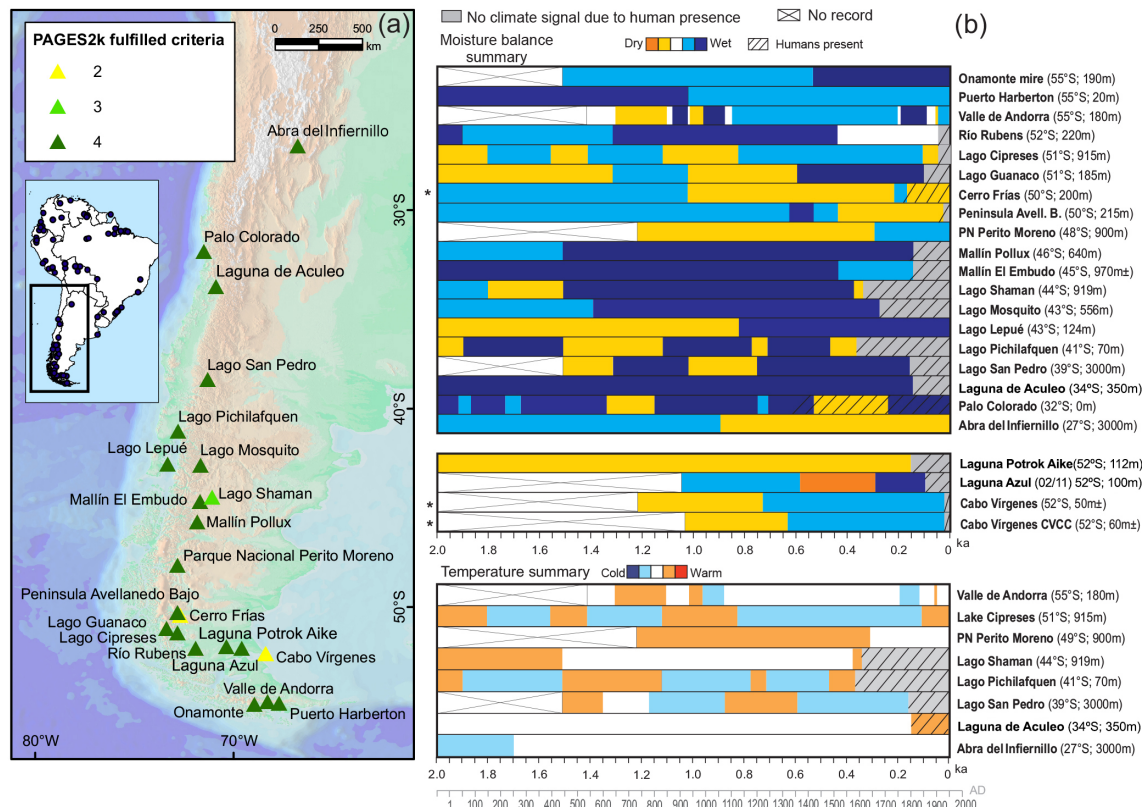 (a)
PAGES2k fulfilled criteria
2
3
4
0 250 500
km
Abra del Infiernillo
30°S
Palo Colorado
Laguna de Aculeo
Lago San Pedro
40°S
Lago Pichilafquen
Lago Lepué
Lago Mosquito
Lago Shaman
Mallín El Embudo
Mallín Pollux
Parque Nacional Perito Moreno
Peninsula Avellanedo Bajo
50°S
Cerro Frías
Lago Guanaco
Laguna Potrok Aike
Lago Cipreses
Río Rubens
Cabo Vírgenes
Laguna Azul
Valle de Andorra
Onamonte
Puerto Harberton
80°W 70°W
(b)
No climate signal due to human presence
No record
Moisture balance
summary
Dry Wet
Humans present
Onamonte mire (55°S; 190m)
Puerto Harberton (55°S; 20m)
Valle de Andorra (55°S; 180m)
Río Rubens (52°S; 220m)
Lago Cipreses (51°S; 915m)
Lago Guanaco (51°S; 185m)
* Cerro Frías (50°S; 200m)
Peninsula Avell. B. (50°S; 215m)
PN Perito Moreno (48°S; 900m)
Mallín Pollux (46°S; 640m)
Mallín El Embudo (45°S; 970m±)
Lago Shaman (44°S; 919m)
Lago Mosquito (43°S; 556m)
Lago Lepué (43°S; 124m)
Lago Pichilafquen (41°S; 70m)
Lago San Pedro (39°S; 3000m)
Laguna de Aculeo (34°S; 350m)
Palo Colorado (32°S; 0m)
Abra del Infiernillo (27°S; 3000m)
Laguna Potrok Aike(52°S; 112m)
Laguna Azul (02/11) 52°S; 100m)
* Cabo Vírgenes (52°S, 50m±)
* Cabo Vírgenes CVCC (52°S; 60m±)
2.0 1.8 1.6 1.4 1.2 1.0 0.8 0.6 0.4 0.2 0
ka
Temperature summary
Cold Warm
Valle de Andorra (55°S; 180m)
Lake Cipreses (51°S; 915m)
PN Perito Moreno (49°S; 900m)
Lago Shaman (44°S; 919m)
Lago Pichilafquen (41°S; 70m)
Lago San Pedro (39°S; 3000m)
Laguna de Aculeo (34°S; 350m)
Abra del Infiernillo (27°S; 3000m)
2.0 1.8 1.6 1.4 1.2 1.0 0.8 0.6 0.4 0.2 0
ka
AD
1 100 200 300 400 500 600 700 800 900 1000 1100 1200 1300 1400 1500 1600 1700 1800 1900 2000